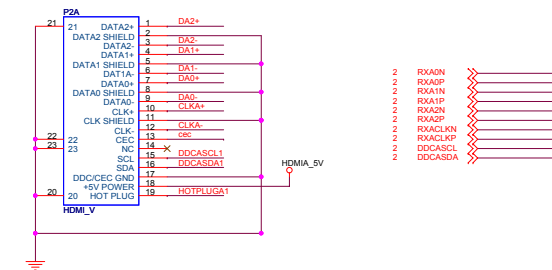 P2A
21 21 DATA2+ 1 DA2+
DATA2 SHIELD 2
DATA2- 3 DA2-
DATA1+ 4 DA1+
DATA1 SHIELD 5
DAT1A- 6 DA1-
DATA0+ 7 DA0+
DATA0 SHIELD 8
DATA0- 9 DA0-
CLK+ 10 CLKA+
CLK SHIELD 11
CLK- 12 CLKA-
22 22 CEC 13 cec
23 23 NC 14
SCL 15 DDCASCL1
SDA 16 DDCASDA1
DDC/CEC GND 17
+5V POWER 18
20 20 HOT PLUG 19 HOTPLUGA1
HDMI_V
HDMIA_5V
2 RXA0N
2 RXA0P
2 RXA1N
2 RXA1P
2 RXA2N
2 RXA2P
2 RXACLKN
2 RXACLKP
2 DDCASCL
2 DDCASDA